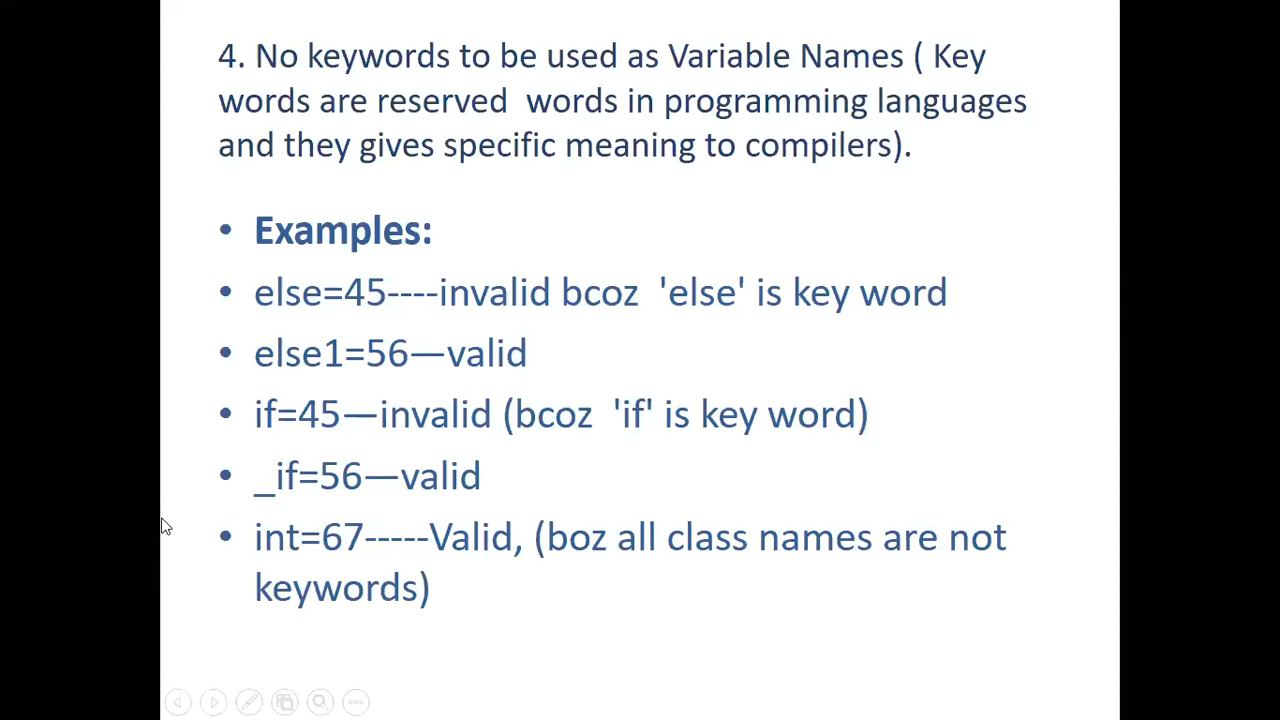 4. No keywords to be used as Variable Names ( Key
words are reserved  words in programming languages
and they gives specific meaning to compilers).
• Examples:
• else=45----invalid bcoz  'else' is key word
• else1=56—valid
• if=45—invalid (bcoz  'if' is key word)
• _if=56—valid
• int=67-----Valid, (boz all class names are not
keywords)